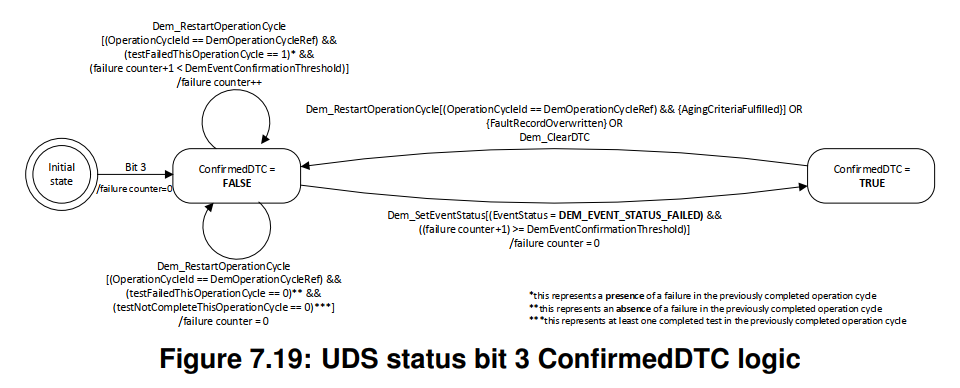 Dem_RestartOperationCycle
[(OperationCycleId == DemOperationCycleRef) &&
(testFailedThisOperationCycle == 1)* &&
(failure counter+1 < DemEventConfirmationThreshold)]
/failure counter++
Dem_RestartOperationCycle[(OperationCycleId == DemOperationCycleRef) && {AgingCriteriaFulfilled}] OR
{FaultRecordOverwritten} OR
Dem_ClearDTC
Initial
state
Bit 3
/failure counter=0
ConfirmedDTC =
FALSE
ConfirmedDTC =
TRUE
Dem_SetEventStatus[(EventStatus = DEM_EVENT_STATUS_FAILED) &&
((failure counter+1) >= DemEventConfirmationThreshold)]
/failure counter = 0
Dem_RestartOperationCycle
[(OperationCycleId == DemOperationCycleRef) &&
(testFailedThisOperationCycle == 0)** &&
(testNotCompleteThisOperationCycle == 0)***]
/failure counter = 0
*this represents a presence of a failure in the previously completed operation cycle
**this represents an absence of a failure in the previously completed operation cycle
***this represents at least one completed test in the previously completed operation cycle
Figure 7.19: UDS status bit 3 ConfirmedDTC logic